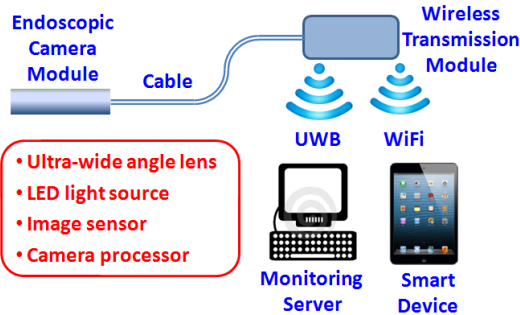 Endoscopic
Camera
Module
Cable
Wireless
Transmission
Module
UWB
WiFi
• Ultra-wide angle lens
• LED light source
• Image sensor
• Camera processor
Monitoring
Server
Smart
Device